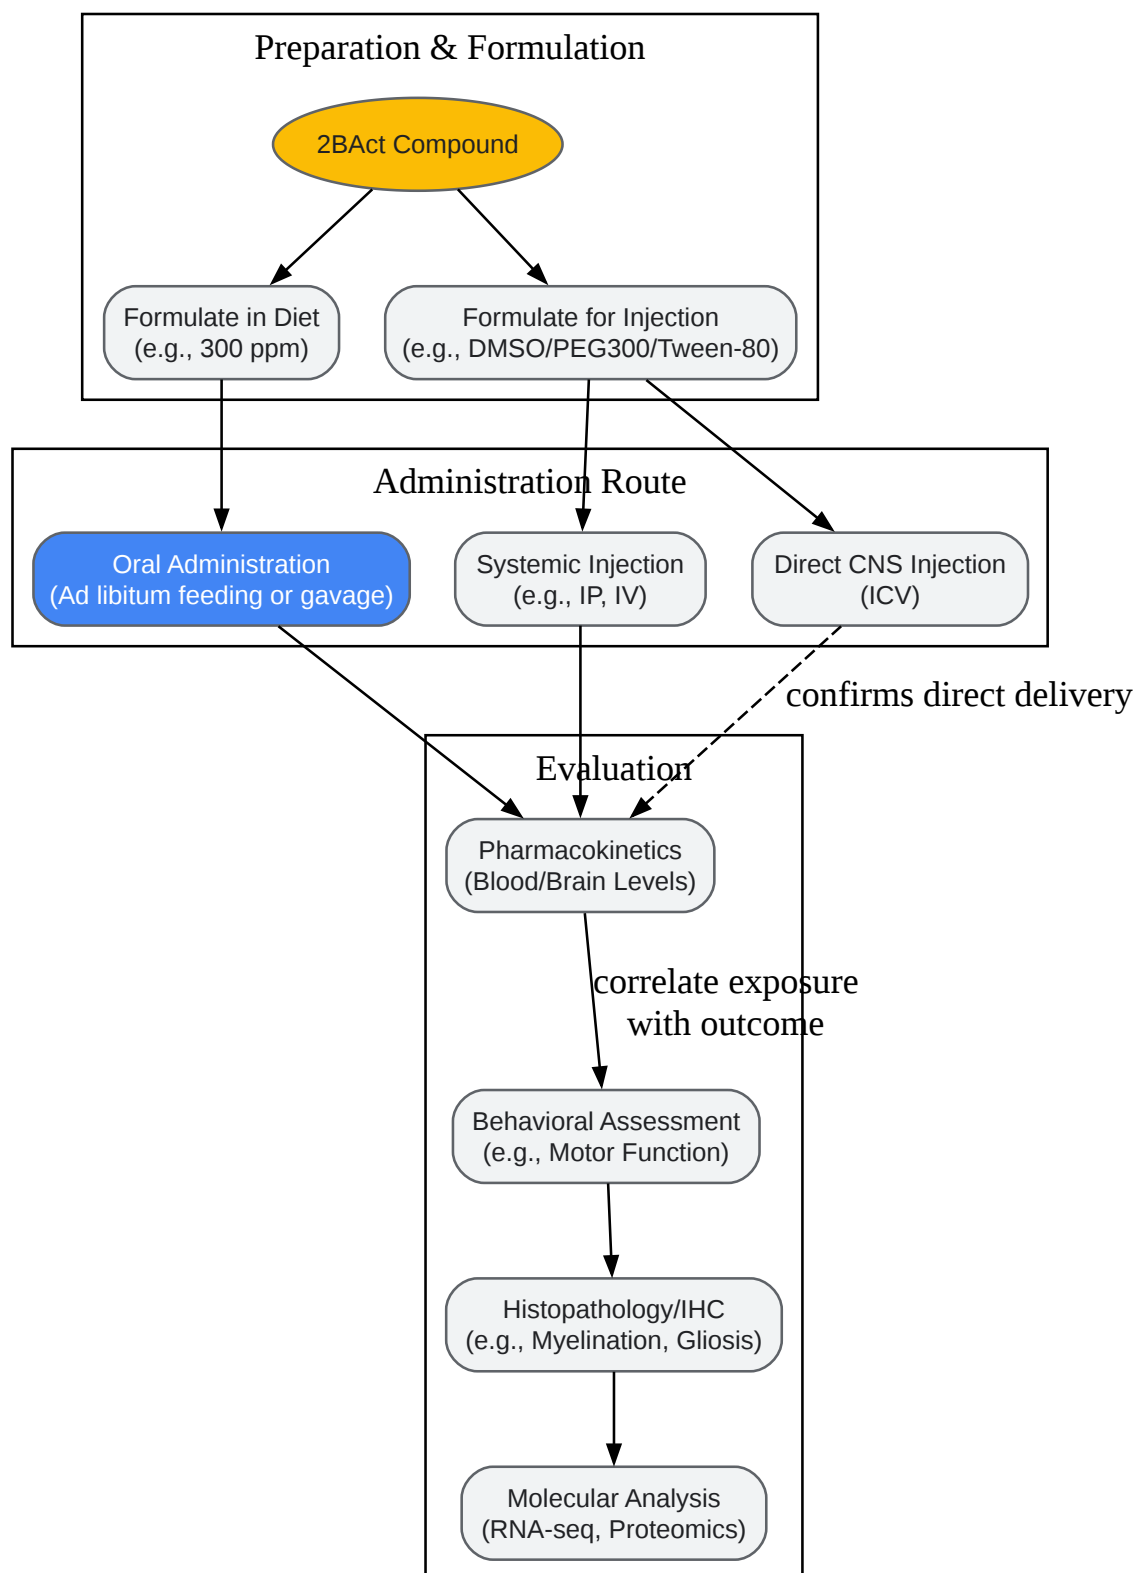 Preparation & Formulation
2BAct Compound
Formulate in Diet
(e.g., 300 ppm)
Formulate for Injection
(e.g., DMSO/PEG300/Tween-80)
Administration Route
Oral Administration
(Ad libitum feeding or gavage)
Systemic Injection
(e.g., IP, IV)
Direct CNS Injection
(ICV)
confirms direct delivery
Evaluation
Pharmacokinetics
(Blood/Brain Levels)
correlate exposure
with outcome
Behavioral Assessment
(e.g., Motor Function)
Histopathology/IHC
(e.g., Myelination, Gliosis)
Molecular Analysis
(RNA-seq, Proteomics)